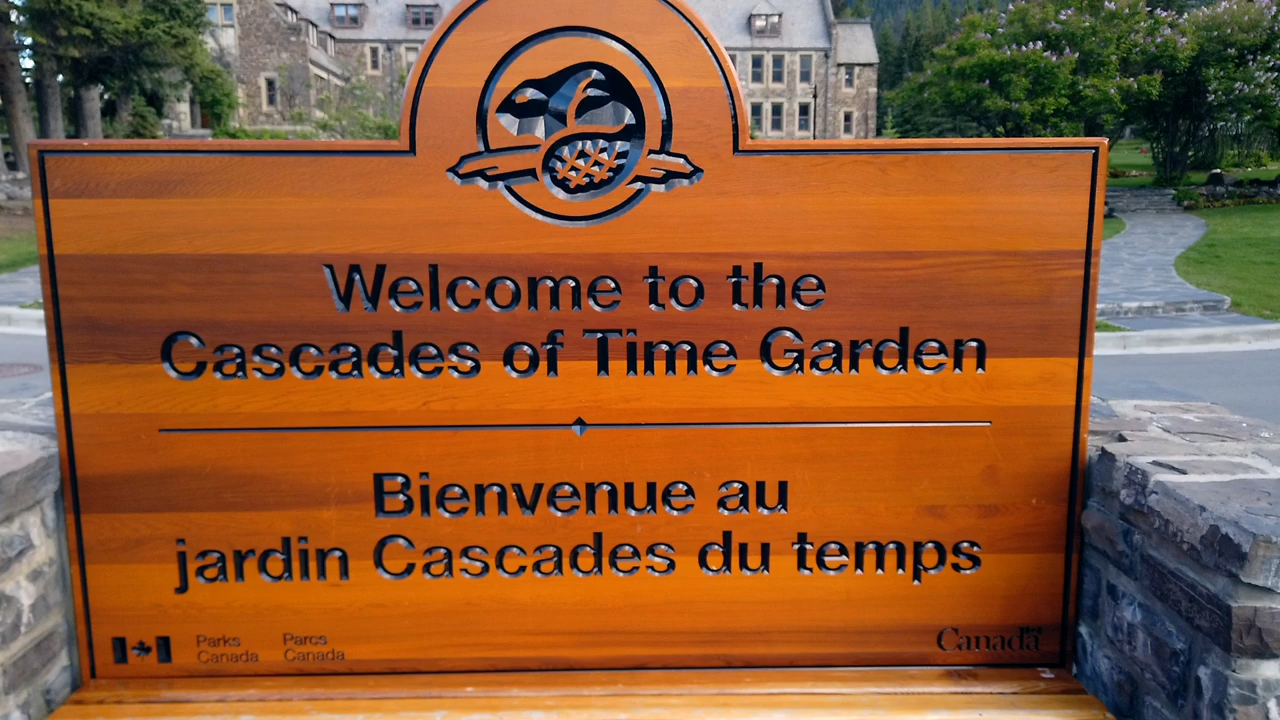 Welcome to the
Cascades of Time Garden
Bienvenue au
jardin Cascades du temps
Parks Parcs
Canada Canada
Canada